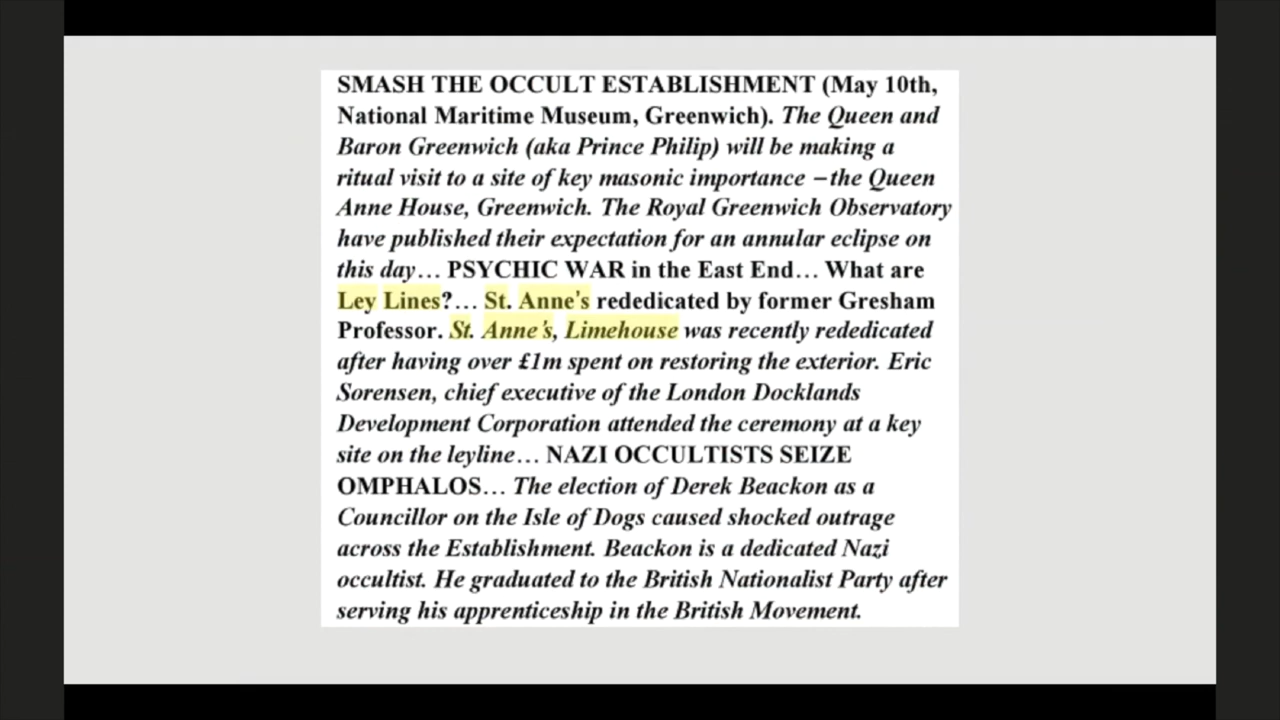 SMASH THE OCCULT ESTABLISHMENT (May 10th,
National Maritime Museum, Greenwich). The Queen and
Baron Greenwich (aka Prince Philip) will be making a
ritual visit to a site of key masonic importance –the Queen
Anne House, Greenwich. The Royal Greenwich Observatory
have published their expectation for an annular eclipse on
this day… PSYCHIC WAR in the East End… What are
Ley Lines?… St. Anne’s rededicated by former Gresham
Professor. St. Anne’s, Limehouse was recently rededicated
after having over £1m spent on restoring the exterior. Eric
Sorensen, chief executive of the London Docklands
Development Corporation attended the ceremony at a key
site on the leyline… NAZI OCCULTISTS SEIZE
OMPHALOS… The election of Derek Beackon as a
Councillor on the Isle of Dogs caused shocked outrage
across the Establishment. Beackon is a dedicated Nazi
occultist. He graduated to the British Nationalist Party after
serving his apprenticeship in the British Movement.